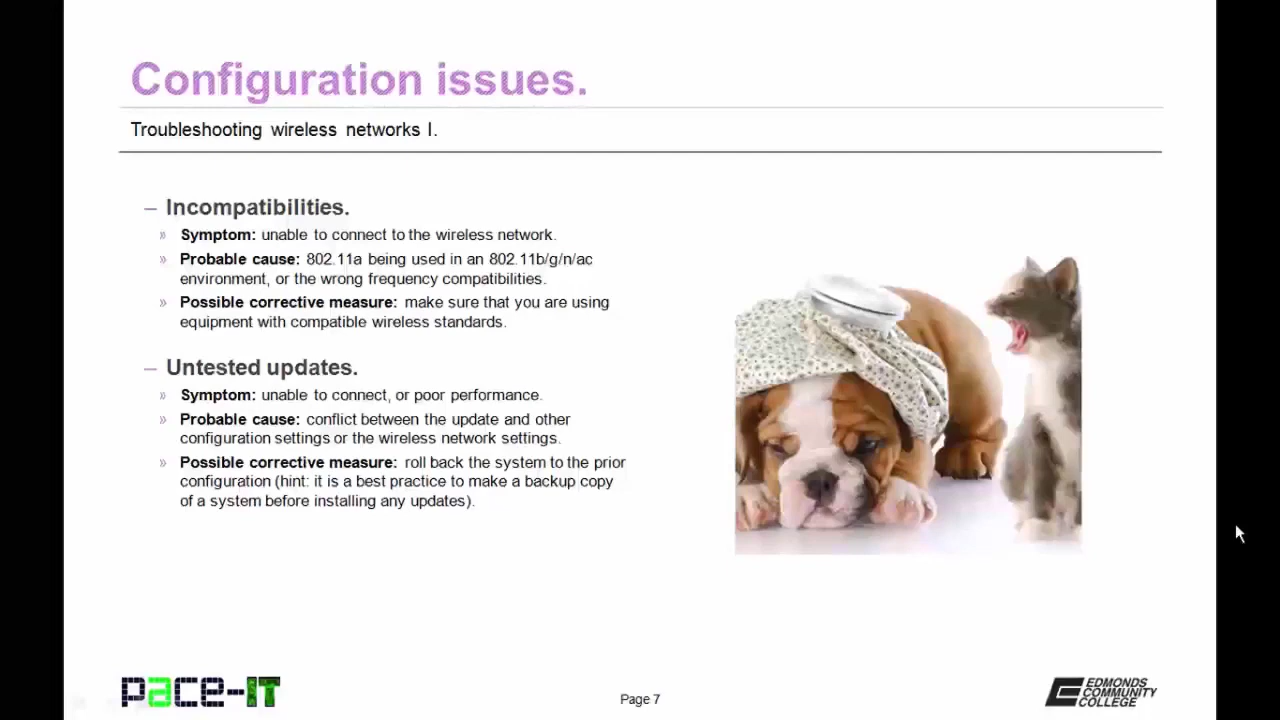 Configuration issues.
Troubleshooting wireless networks I.
– Incompatibilities.
» Symptom: unable to connect to the wireless network.
» Probable cause: 802.11a being used in an 802.11b/g/n/ac
environment, or the wrong frequency compatibilities.
» Possible corrective measure: make sure that you are using
equipment with compatible wireless standards.
– Untested updates.
» Symptom: unable to connect, or poor performance.
» Probable cause: conflict between the update and other
configuration settings or the wireless network settings.
» Possible corrective measure: roll back the system to the prior
configuration (hint: it is a best practice to make a backup copy
of a system before installing any updates).
pace-IT
Page 7
EDMONDS
COMMUNITY
COLLEGE